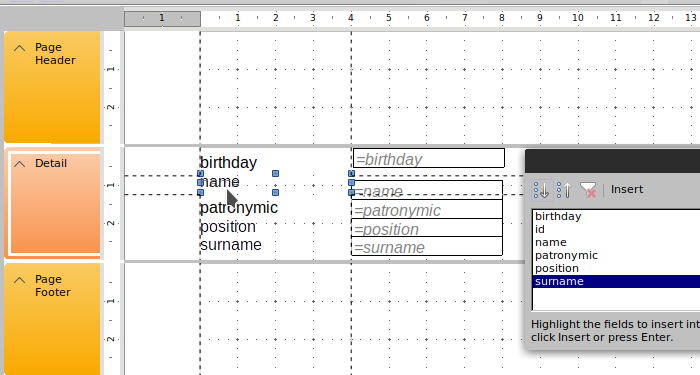 1 1 2 3 4 5 6 7 8 9 10 11 12 13
Page
Header
1
2
Detail
birthday
=birthday
name
=name
1
patronymic
=patronymic
2
position
=position
surname
=surname
Insert
birthday
id
name
patronymic
position
surname
Highlight the fields to insert int
click Insert or press Enter.
Page
Footer
1
2